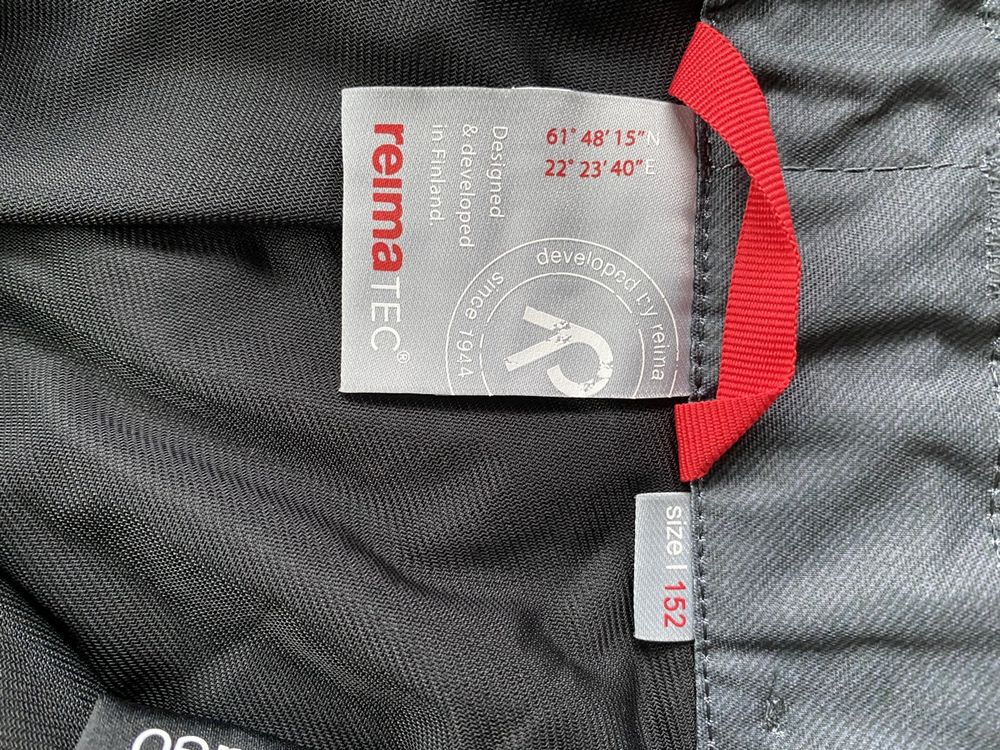 61° 48' 15"N
22° 23' 40"E
Designed
& developed
in Finland.
reimaTEC®
developed by reima
since 1944
size | 152